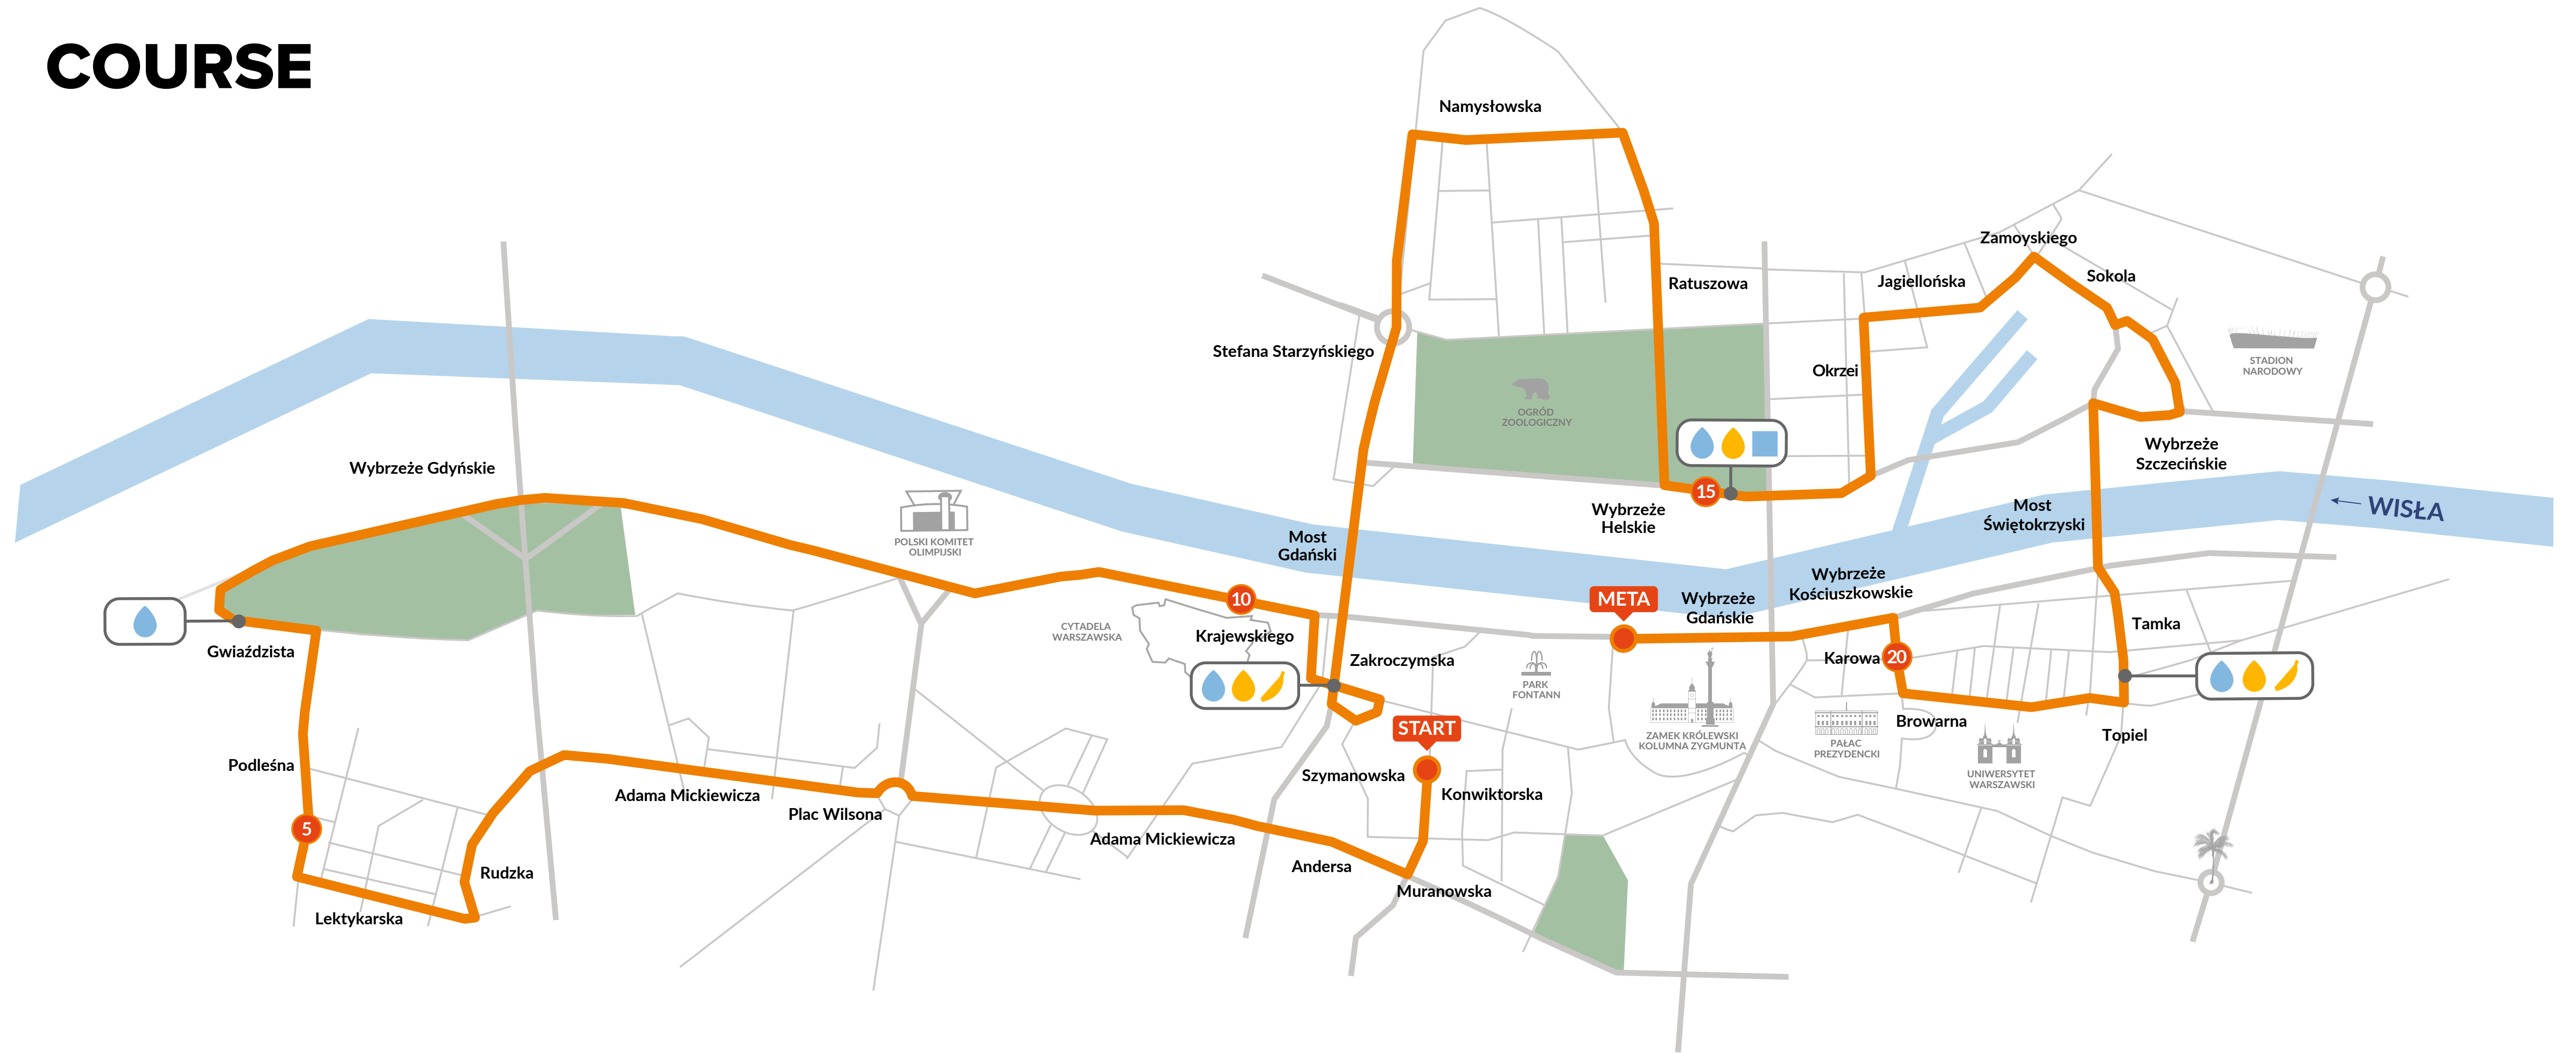 COURSE
Namysłowska
Zamoyskiego
Sokola
Jagiellońska
Ratuszowa
Stefana Starzyńskiego
STADION
NARODOWY
Okrzei
OGRÓD
ZOOLOGICZNY
Wybrzeże Gdyńskie
Wybrzeże
Szczecińskie
15
WISŁA
Wybrzeże
Helskie
Most
Świętokrzyski
POLSKI KOMITET
OLIMPIJSKI
Most
Gdański
Wybrzeże
Kościuszkowskie
META
10
Wybrzeże
Gdańskie
CYTADELA
WARSZAWSKA
Krajewskiego
Tamka
Gwiaździsta
Zakroczymska
Karowa
20
PARK
FONTANN
START
Browarna
Topiel
ZAMEK KRÓLEWSKI
KOLUMNA ZYGMUNTA
PAŁAC
PREZYDENCKI
Podleśna
Szymanowska
UNIWERSYTET
WARSZAWSKI
Adama Mickiewicza
Konwiktorska
Plac Wilsona
5
Adama Mickiewicza
Andersa
Rudzka
Muranowska
Lektykarska